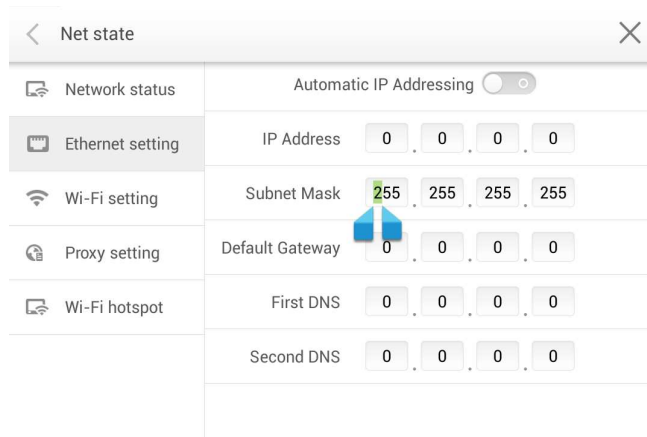 Net state
Network status
Ethernet setting
Wi-Fi setting
Proxy setting
Wi-Fi hotspot
Automatic IP Addressing
IP Address 0 . 0 . 0 . 0
Subnet Mask 255 . 255 . 255 . 255
Default Gateway 0 . 0 . 0 . 0
First DNS 0 . 0 . 0 . 0
Second DNS 0 . 0 . 0 . 0